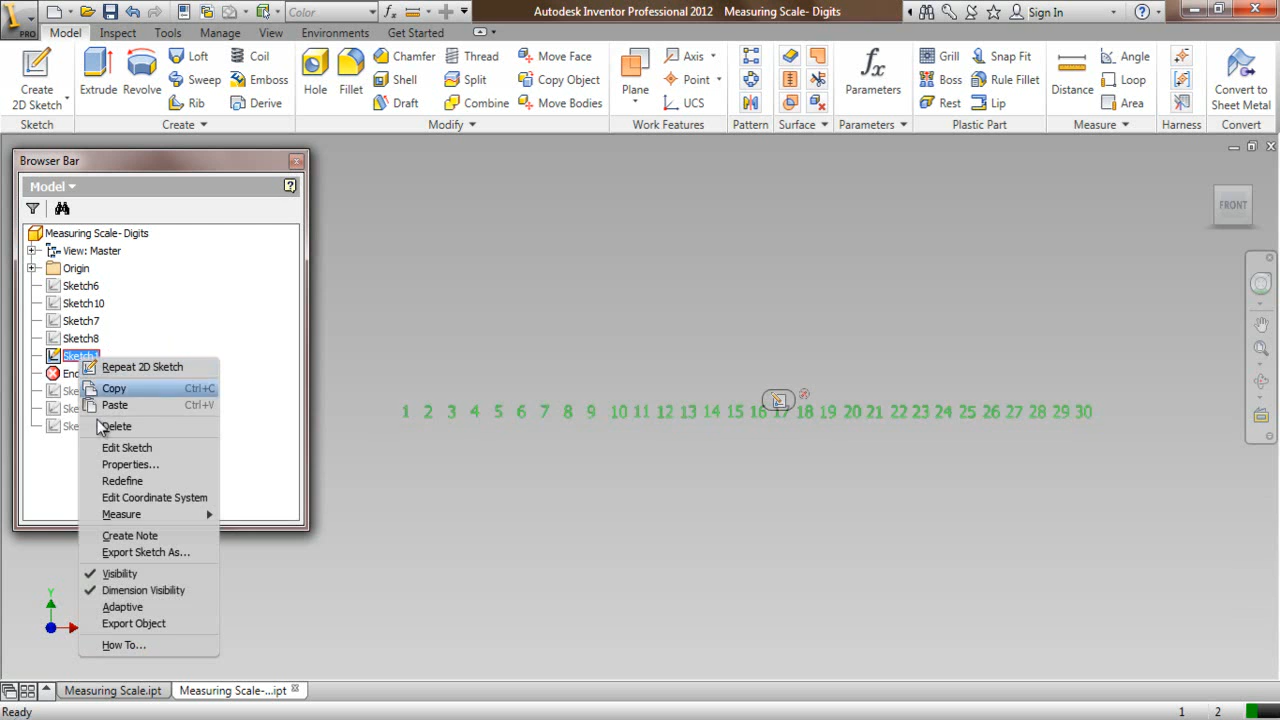 Color
Autodesk Inventor Professional 2012 Measuring Scale- Digits
Sign In
PRO
Model Inspect Tools Manage View Environments Get Started
Create
2D Sketch
Sketch
Extrude
Revolve
Loft
Sweep
Rib
Coil
Emboss
Derive
Create
Hole
Fillet
Chamfer
Shell
Draft
Thread
Split
Combine
Move Face
Copy Object
Move Bodies
Modify
Plane
Axis
Point
UCS
Work Features
Pattern
Surface
fx
Parameters
Parameters
Grill
Boss
Rest
Snap Fit
Rule Fillet
Lip
Plastic Part
Distance
Angle
Loop
Area
Measure
Harness
Convert to
Sheet Metal
Convert
Browser Bar
Model
Measuring Scale- Digits
View: Master
Origin
Sketch6
Sketch10
Sketch7
Sketch8
Sketch1
Repeat 2D Sketch
Copy Ctrl+C
Paste Ctrl+V
Delete
Edit Sketch
Properties...
Redefine
Edit Coordinate System
Measure
Create Note
Export Sketch As...
Visibility
Dimension Visibility
Adaptive
Export Object
How To...
FRONT
1 2 3 4 5 6 7 8 9 10 11 12 13 14 15 16 17 18 19 20 21 22 23 24 25 26 27 28 29 30
Y
Measuring Scale.ipt
Measuring Scale-...ipt
Ready
1 2